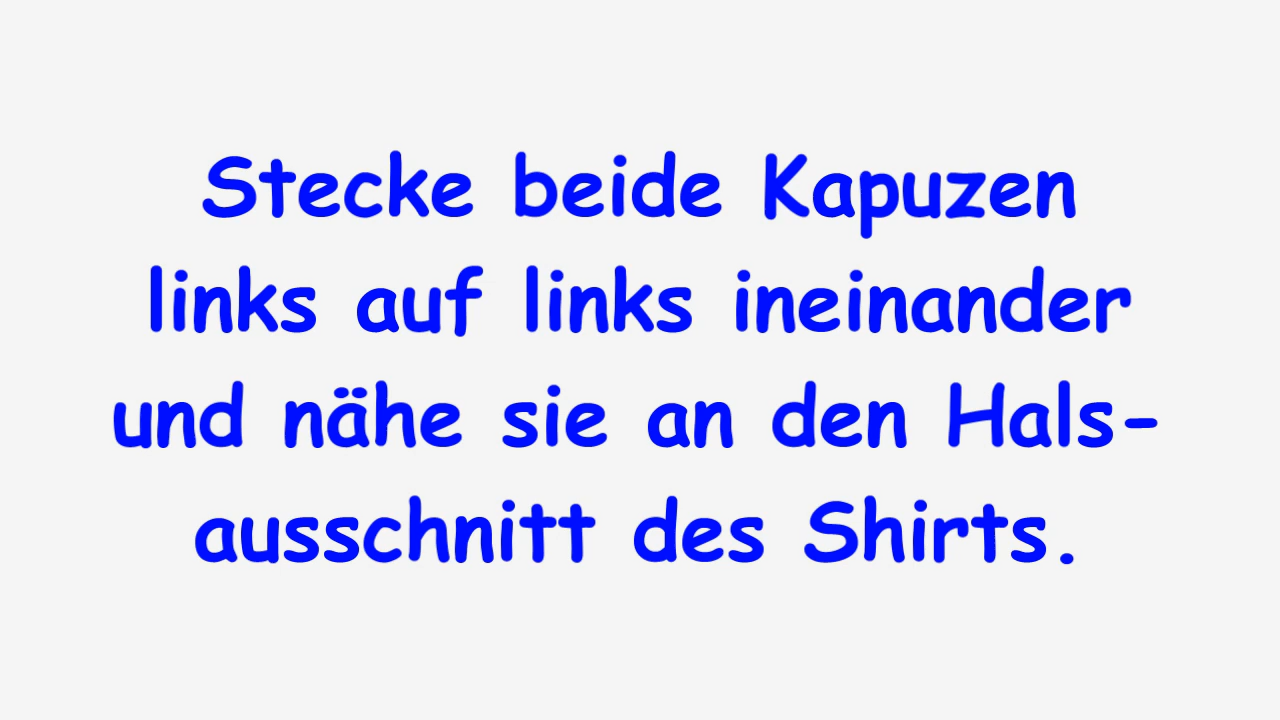 Stecke beide Kapuzen
links auf links ineinander
und nähe sie an den Hals-
ausschnitt des Shirts.